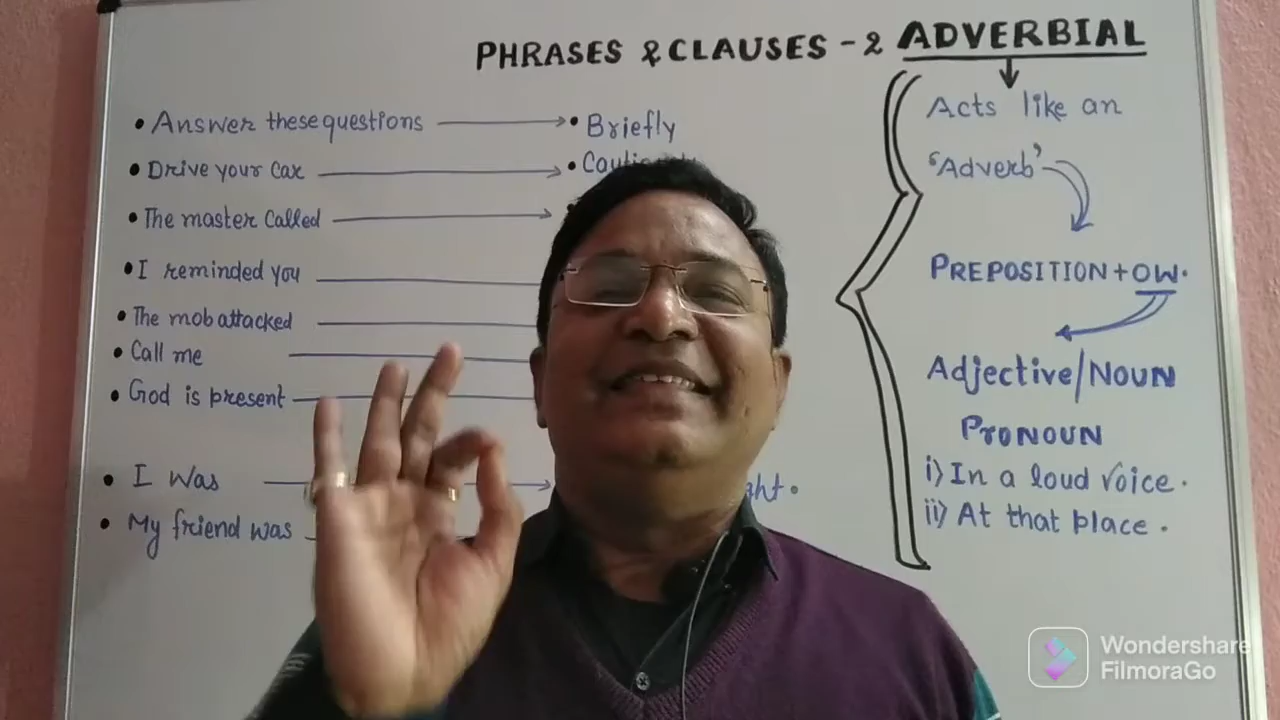 PHRASES & CLAUSES - 2 ADVERBIAL
• Answer these questions → • Briefly
• Drive your car → •
• The master called →
• I reminded you
• The mob attacked
• Call me
• God is present
• I was →
• My friend was
Acts like an
'Adverb'
PREPOSITION + OW.
Adjective/NOUN
PRONOUN
i) In a loud voice.
ii) At that place.
Wondershare
FilmoraGo